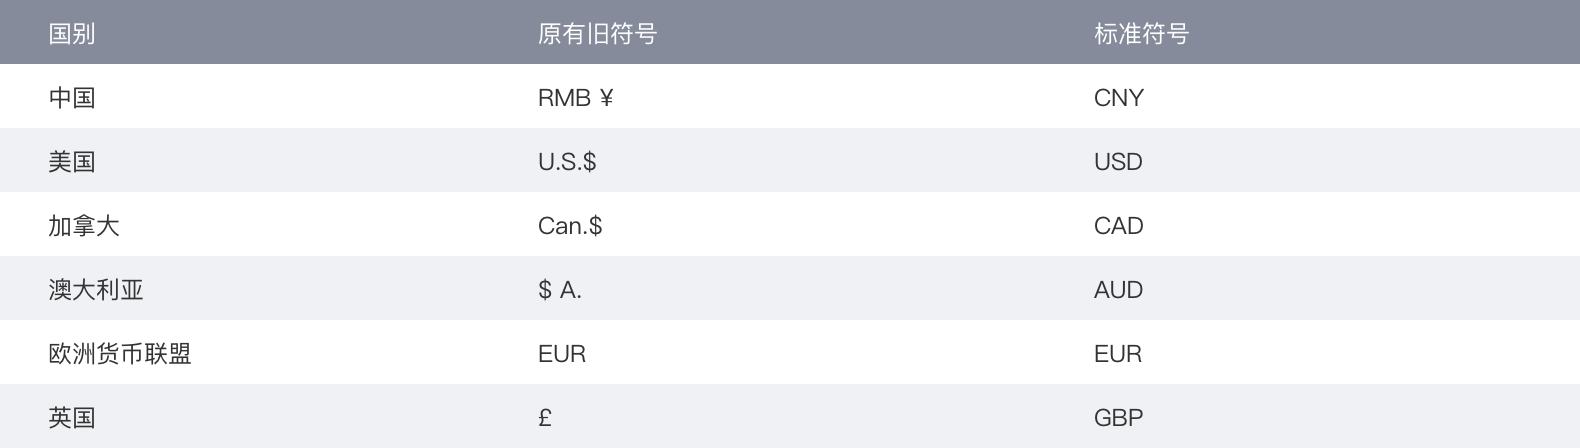 国别 原有旧符号 标准符号
中国 RMB ¥ CNY
美国 U.S.$ USD
加拿大 Can.$ CAD
澳大利亚 $ A. AUD
欧洲货币联盟 EUR EUR
英国 £ GBP